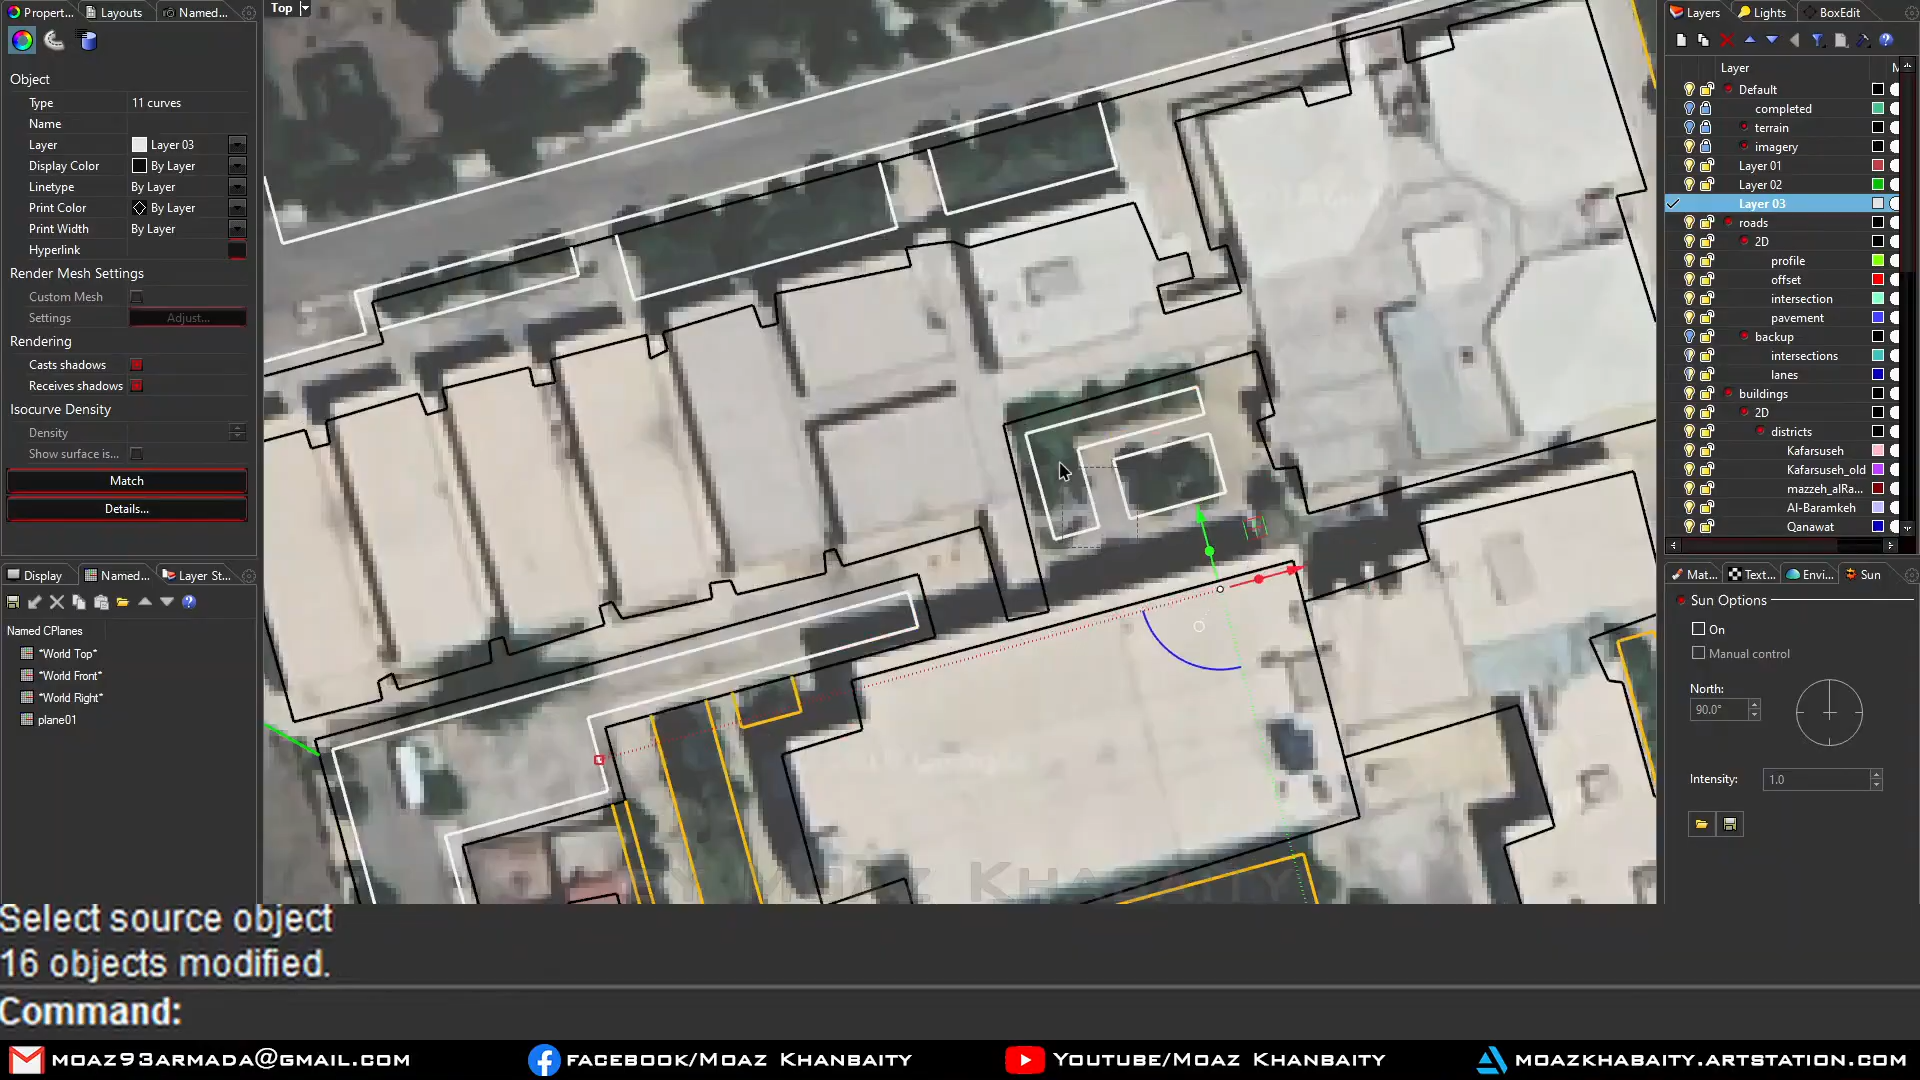 Propert...
Layouts
Named...
Top
Layers
Lights
BoxEdit
Object
Type 11 curves
Name
Layer Layer 03
Display Color By Layer
Linetype By Layer
Print Color By Layer
Print Width By Layer
Hyperlink
Render Mesh Settings
Custom Mesh
Settings Adjust...
Rendering
Casts shadows
Receives shadows
Isocurve Density
Density
Show surface is...
Match
Details...
Display
Named...
Layer St...
Named CPlanes
*World Top*
*World Front*
*World Right*
plane01
Layer M
Default
completed
terrain
imagery
Layer 01
Layer 02
Layer 03
roads
2D
profile
offset
intersection
pavement
backup
intersections
lanes
buildings
2D
districts
Kafarsuseh
Kafarsuseh_old
mazzeh_alRa...
Al-Baramkeh
Qanawat
Mat...
Text...
Envi...
Sun
Sun Options
On
Manual control
North:
90.0°
Intensity: 1.0
BY MOAZ KHABAITY
Select source object
16 objects modified.
Command:
MOAZ93ARMADA@GMAIL.COM
FACEBOOK/MOAZ KHANBAITY
YOUTUBE/MOAZ KHANBAITY
MOAZKHABAITY.ARTSTATION.COM